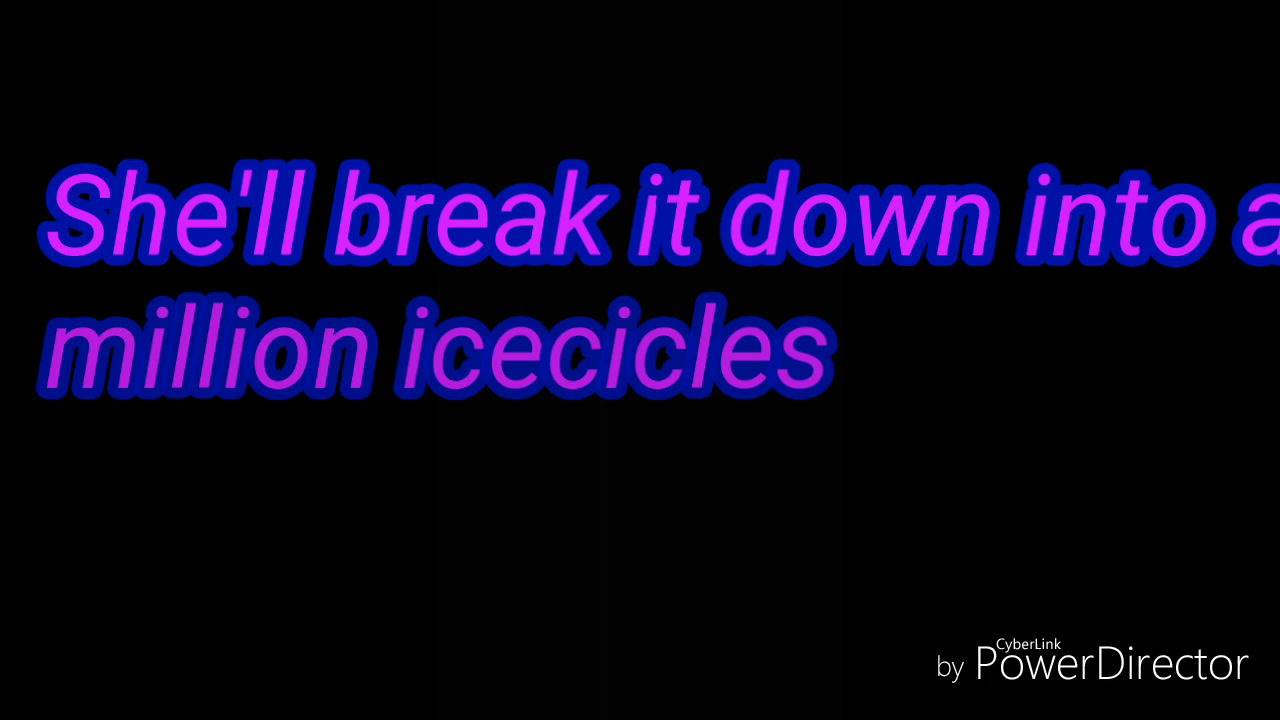 She'll break it down into a
million icecicles
CyberLink
by PowerDirector